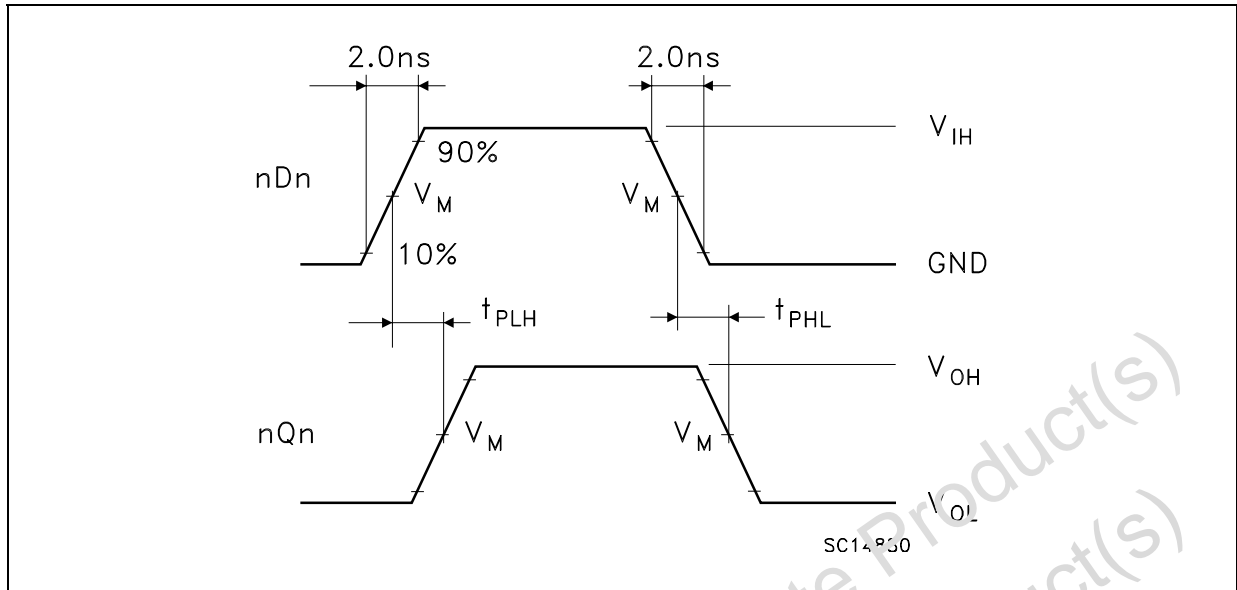 2.0ns 2.0ns
V_IH
90%
nDn V_M V_M
10%
GND
t_PLH t_PHL
V_OH
nQn V_M V_M
V_OL
SC14830
Product(s)